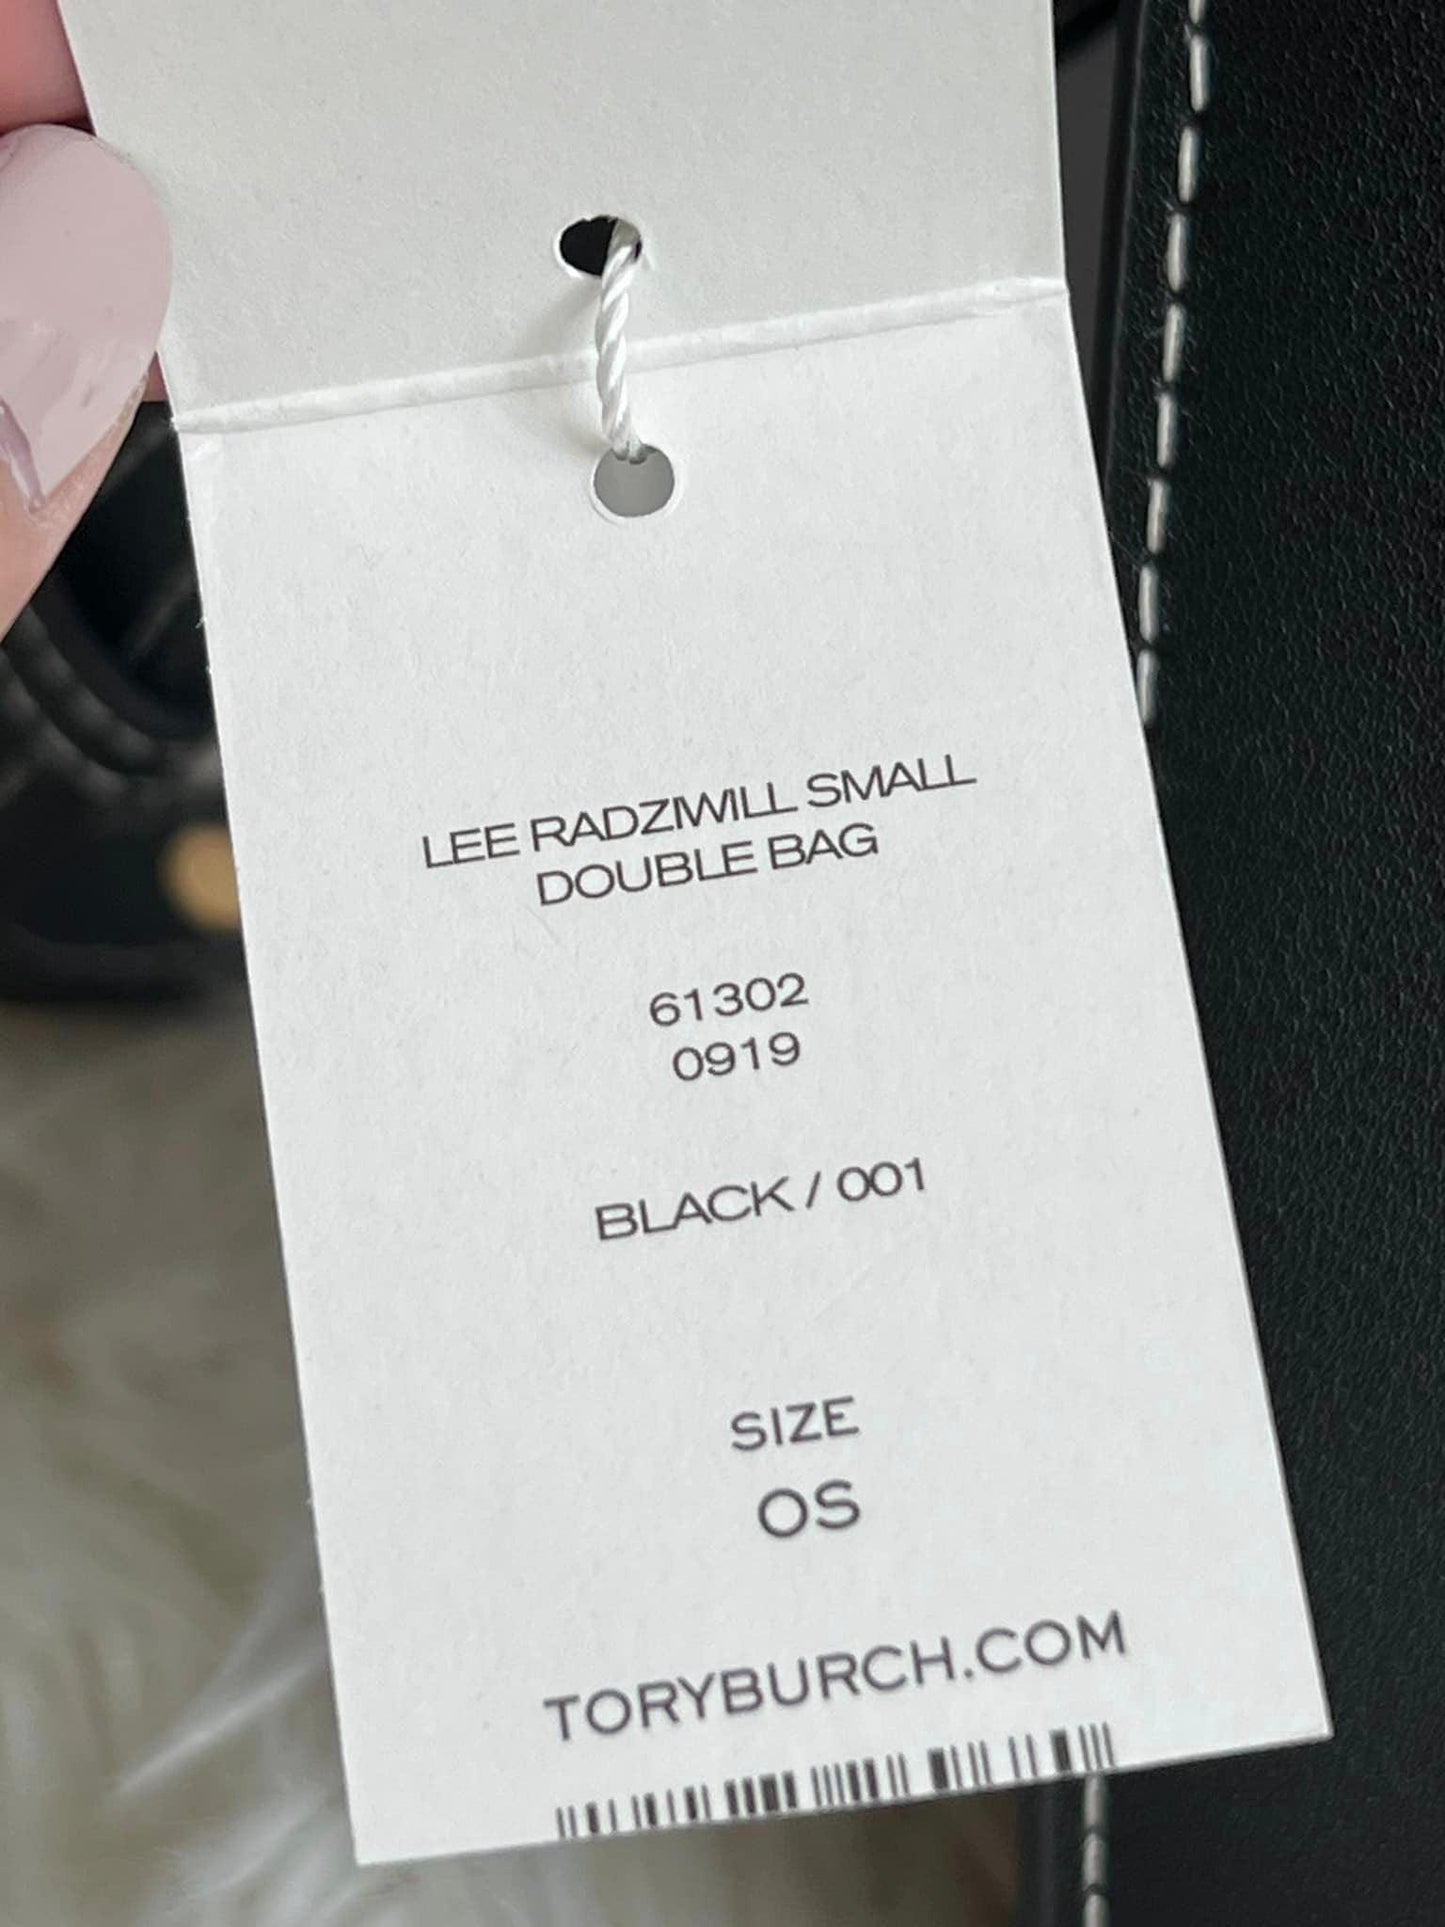 LEE RADZIWILL SMALL
DOUBLE BAG
61302
0919
BLACK / 001
SIZE
OS
TORYBURCH.COM